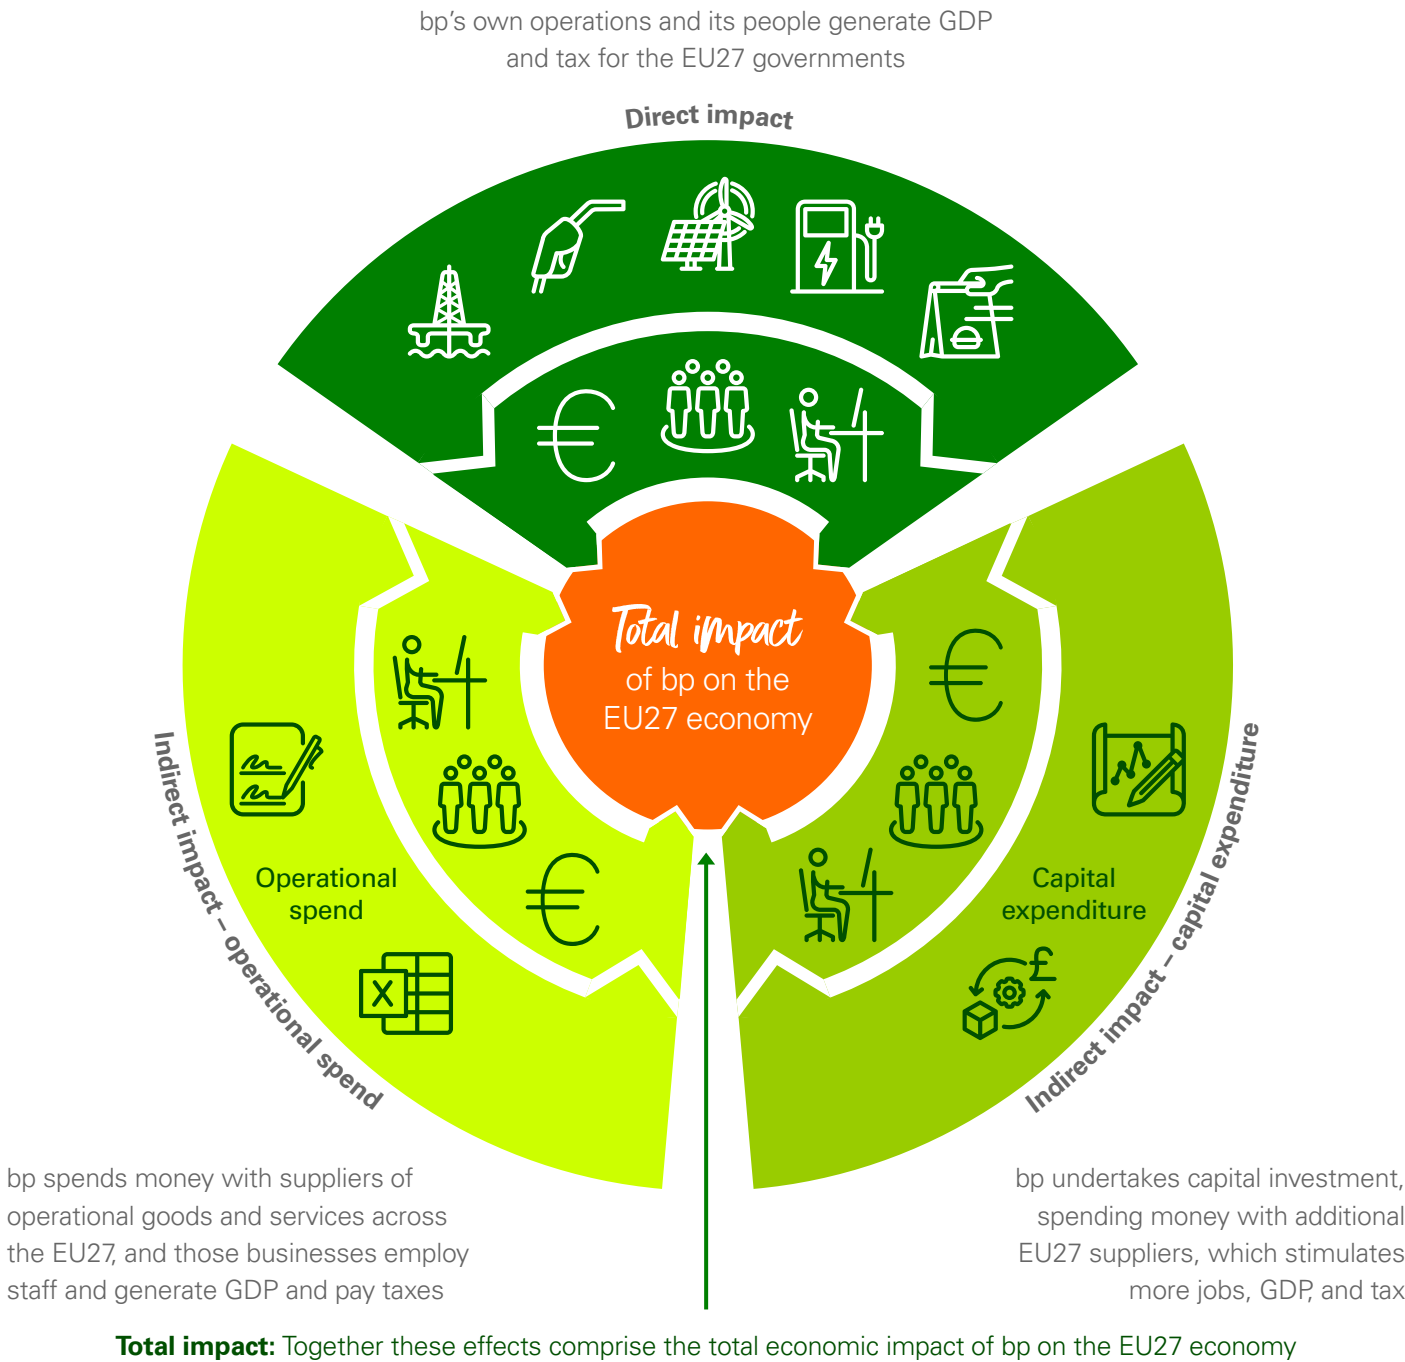 bp’s own operations and its people generate GDP
and tax for the EU27 governments
Direct impact
Total impact
of bp on the
EU27 economy
Indirect impact – operational spend
Operational
spend
X
Indirect impact – capital expenditure
Capital
expenditure
bp spends money with suppliers of
operational goods and services across
the EU27, and those businesses employ
staff and generate GDP and pay taxes
bp undertakes capital investment,
spending money with additional
EU27 suppliers, which stimulates
more jobs, GDP, and tax
Total impact: Together these effects comprise the total economic impact of bp on the EU27 economy